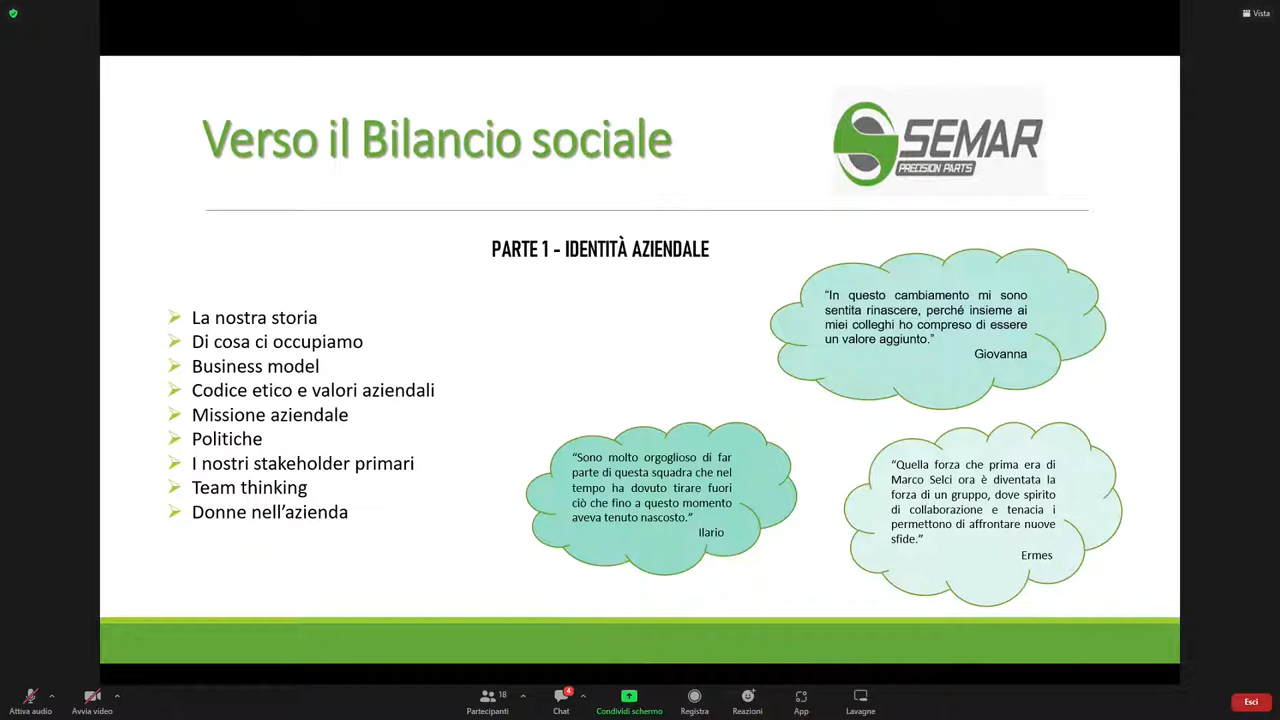 Vista
Verso il Bilancio sociale
SEMAR
PRECISION PARTS
PARTE 1 - IDENTITÀ AZIENDALE
La nostra storia
Di cosa ci occupiamo
Business model
Codice etico e valori aziendali
Missione aziendale
Politiche
I nostri stakeholder primari
Team thinking
Donne nell’azienda
“In questo cambiamento mi sono
sentita rinascere, perché insieme ai
miei colleghi ho compreso di essere
un valore aggiunto.”
Giovanna
“Sono molto orgoglioso di far
parte di questa squadra che nel
tempo ha dovuto tirare fuori
ciò che fino a questo momento
aveva tenuto nascosto.”
Ilario
“Quella forza che prima era di
Marco Selci ora è diventata la
forza di un gruppo, dove spirito
di collaborazione e tenacia i
permettono di affrontare nuove
sfide.”
Ermes
Attiva audio
Avvia video
18
Partecipanti
4
Chat
Condividi schermo
Registra
Reazioni
App
Lavagne
Esci